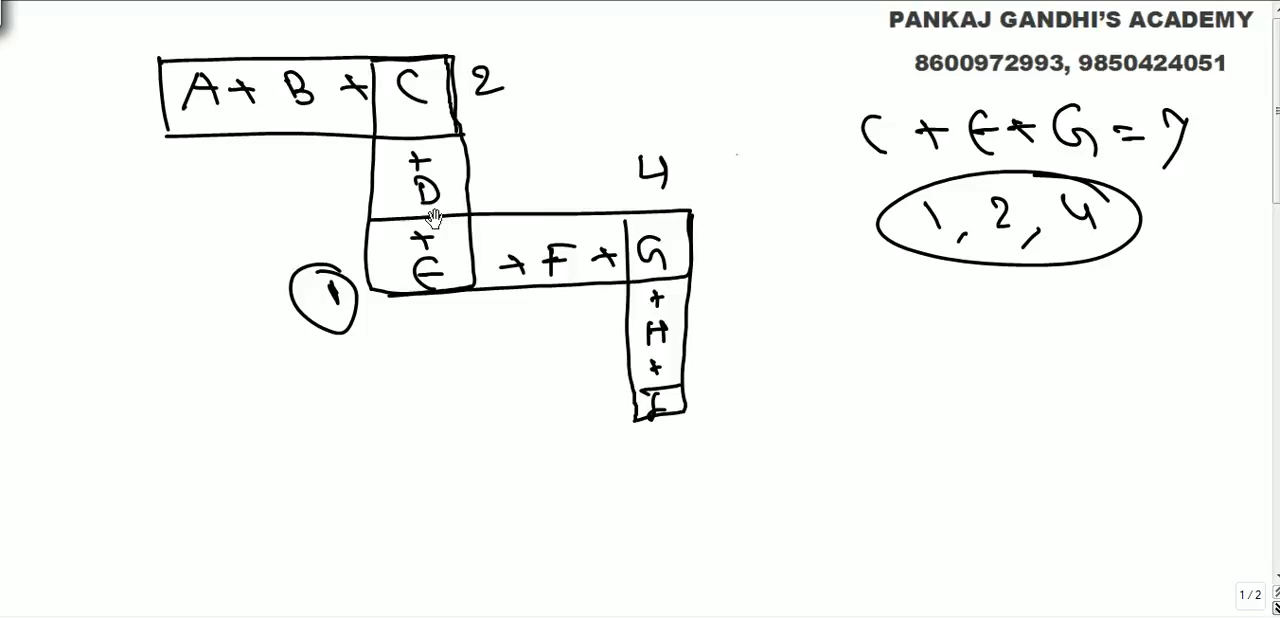 PANKAJ GANDHI'S ACADEMY
8600972993, 9850424051
A + B + C 2
C + E + G = 7
+
D
4
1, 2, 4
+
E + F + G
1
+
H
+
I
1 / 2